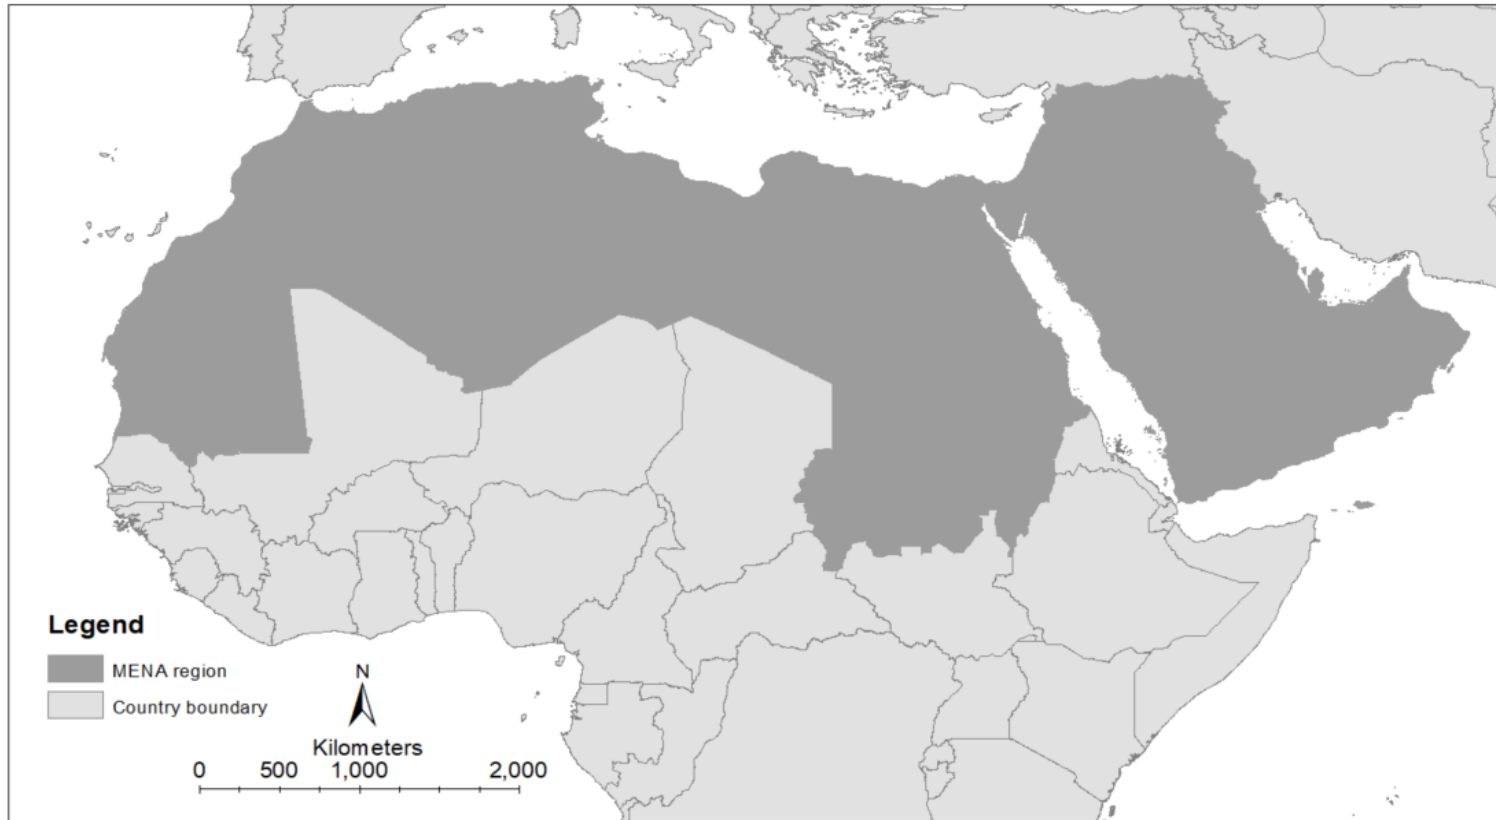 Legend
MENA region
Country boundary
N
Kilometers
0 500 1,000 2,000